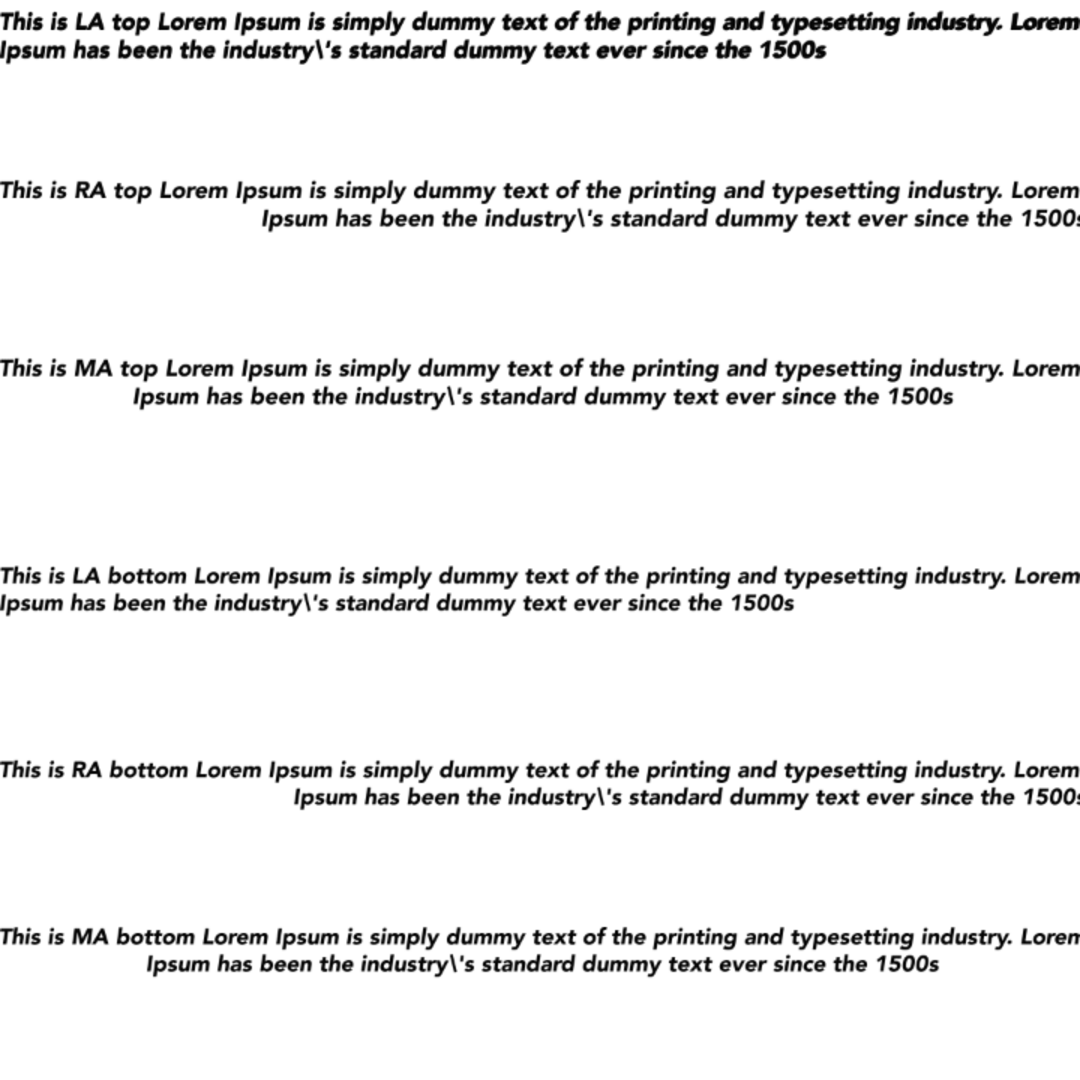 This is LA top Lorem Ipsum is simply dummy text of the printing and typesetting industry. Lorem
Ipsum has been the industry\'s standard dummy text ever since the 1500s
This is RA top Lorem Ipsum is simply dummy text of the printing and typesetting industry. Lorem
Ipsum has been the industry\'s standard dummy text ever since the 1500s
This is MA top Lorem Ipsum is simply dummy text of the printing and typesetting industry. Lorem
Ipsum has been the industry\'s standard dummy text ever since the 1500s
This is LA bottom Lorem Ipsum is simply dummy text of the printing and typesetting industry. Lorem
Ipsum has been the industry\'s standard dummy text ever since the 1500s
This is RA bottom Lorem Ipsum is simply dummy text of the printing and typesetting industry. Lorem
Ipsum has been the industry\'s standard dummy text ever since the 1500s
This is MA bottom Lorem Ipsum is simply dummy text of the printing and typesetting industry. Lorem
Ipsum has been the industry\'s standard dummy text ever since the 1500s